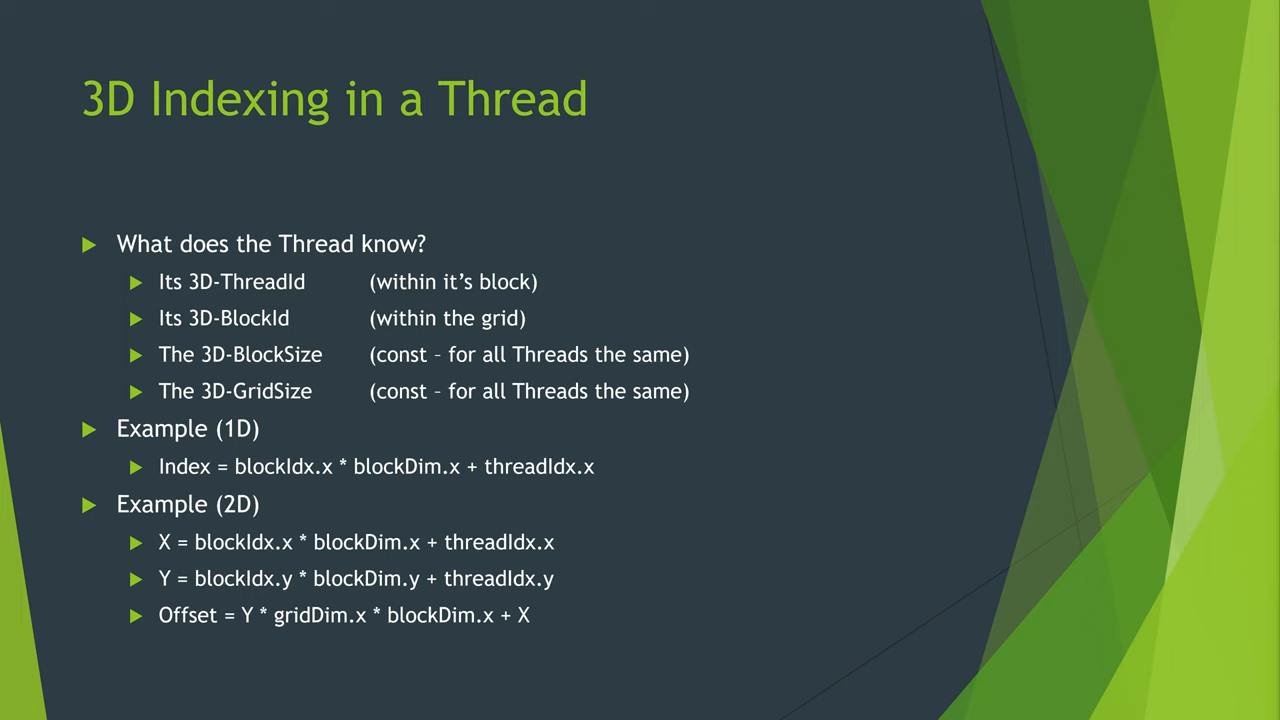 3D Indexing in a Thread
What does the Thread know?
Its 3D-ThreadId (within it’s block)
Its 3D-BlockId (within the grid)
The 3D-BlockSize (const – for all Threads the same)
The 3D-GridSize (const – for all Threads the same)
Example (1D)
Index = blockIdx.x * blockDim.x + threadIdx.x
Example (2D)
X = blockIdx.x * blockDim.x + threadIdx.x
Y = blockIdx.y * blockDim.y + threadIdx.y
Offset = Y * gridDim.x * blockDim.x + X